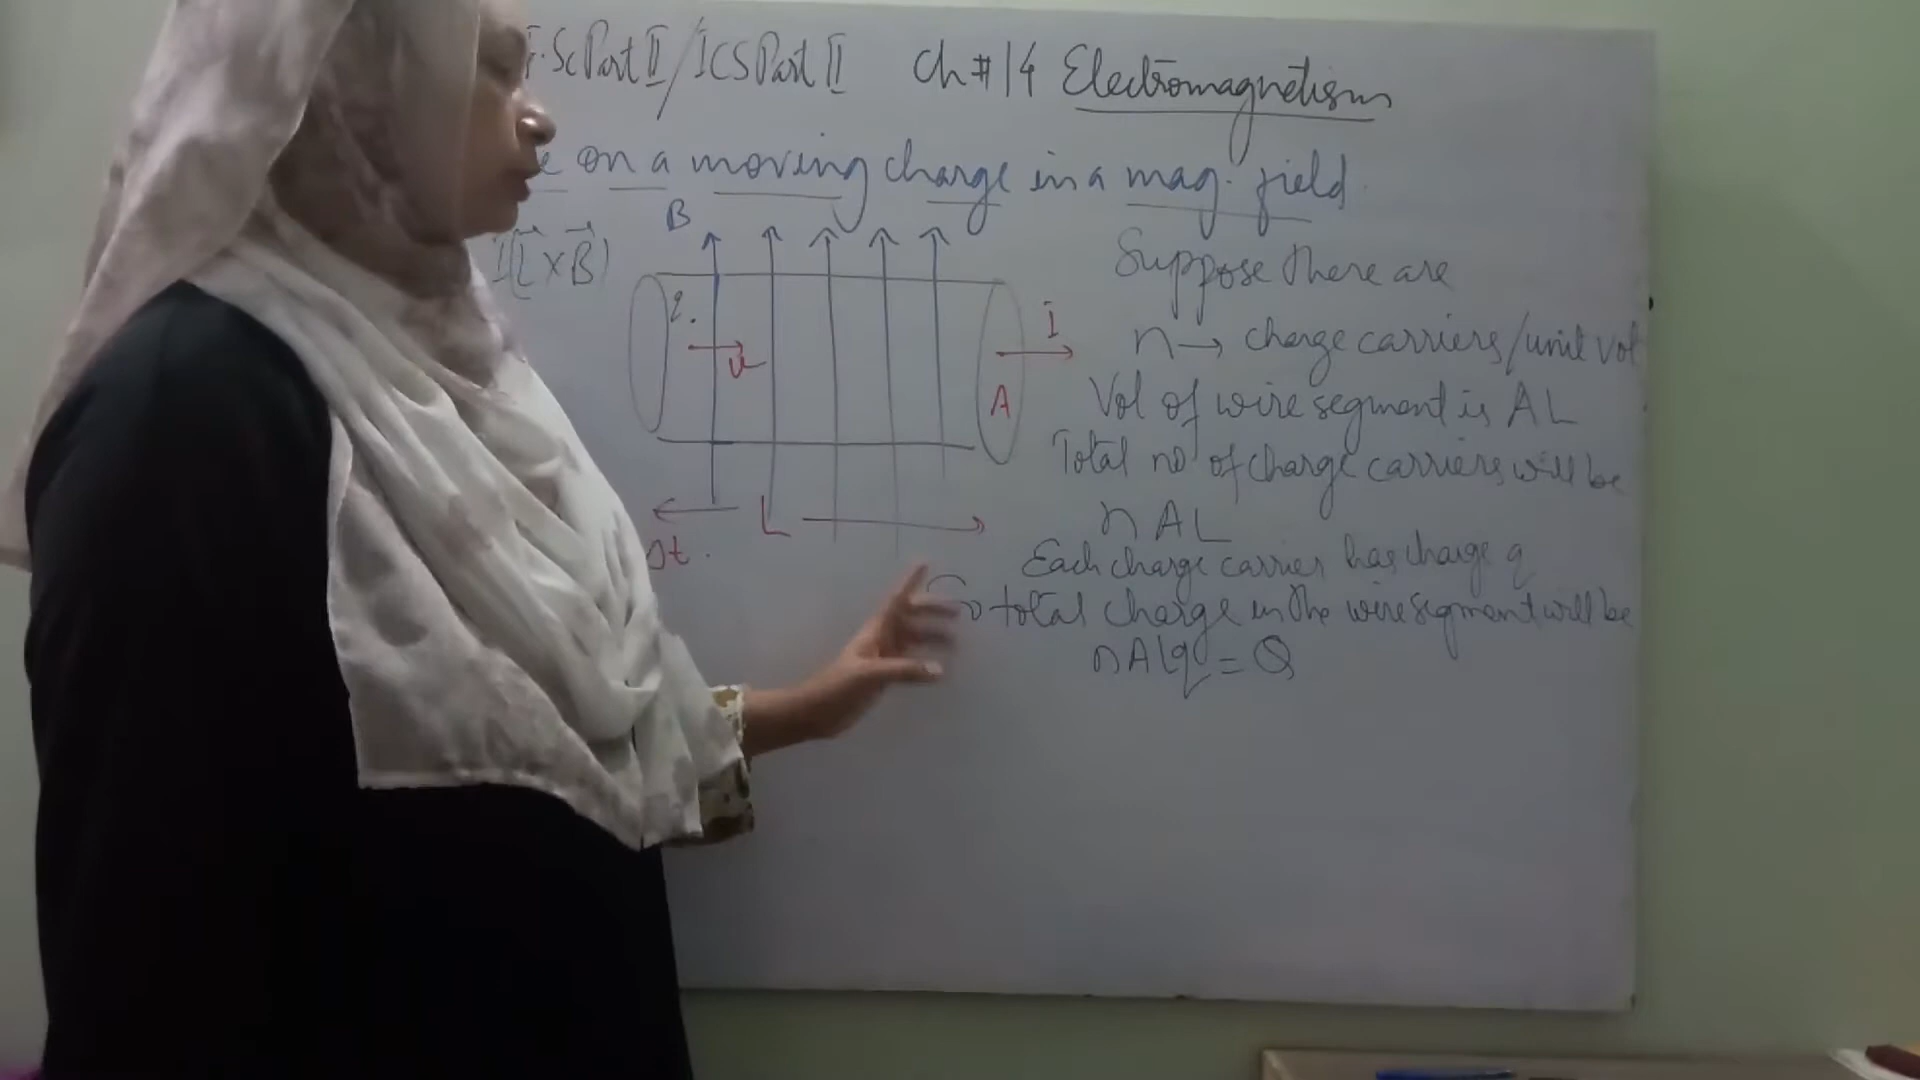 F.Sc Part II/ICS Part II Ch#14 Electromagnetism
on a moving charge in a mag. field.
I(L⃗×B⃗)
B
q.
v
I
A
L
Δt.
Suppose there are
n → charge carriers/unit vol
Vol of wire segment is AL
Total no of charge carriers will be
nAL
Each charge carrier has charge q
So total charge in the wire segment will be
nALq = Q